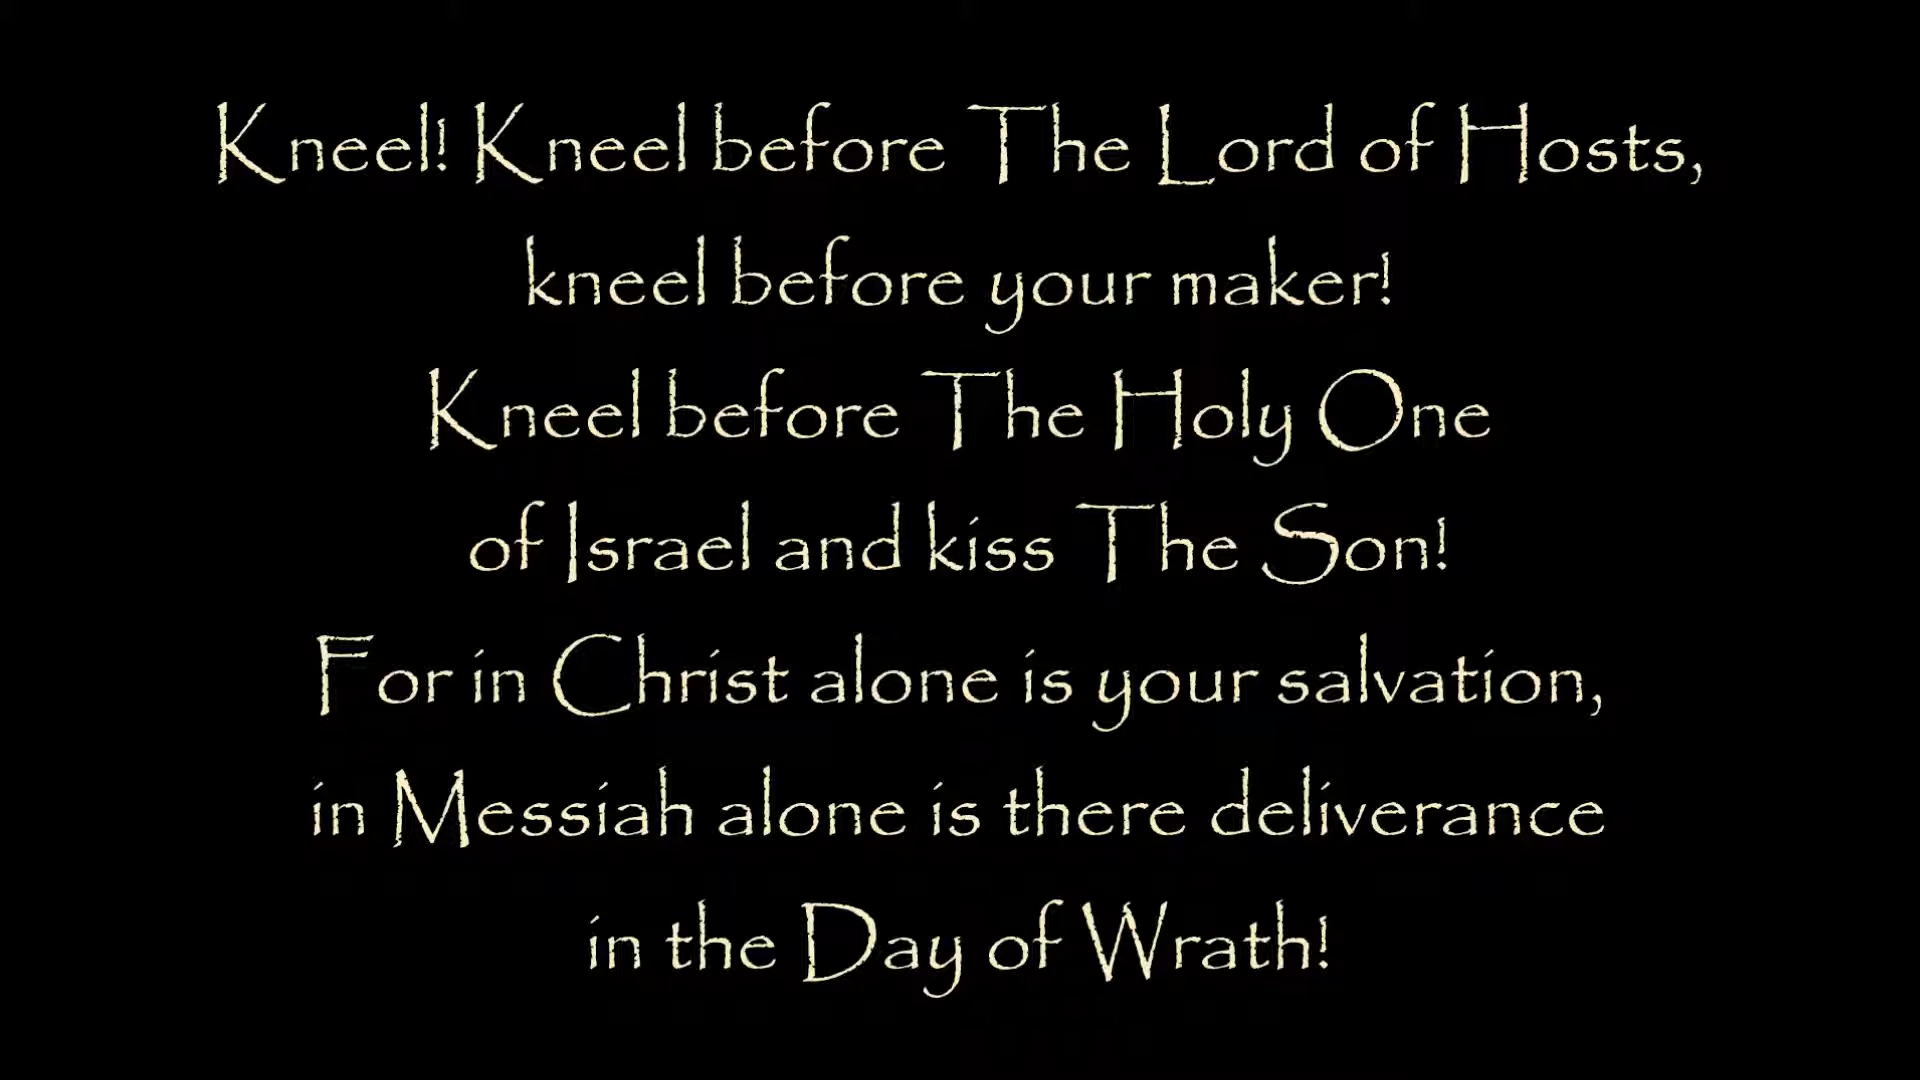 Kneel! Kneel before The Lord of Hosts,
kneel before your maker!
Kneel before The Holy One
of Israel and kiss The Son!
For in Christ alone is your salvation,
in Messiah alone is there deliverance
in the Day of Wrath!